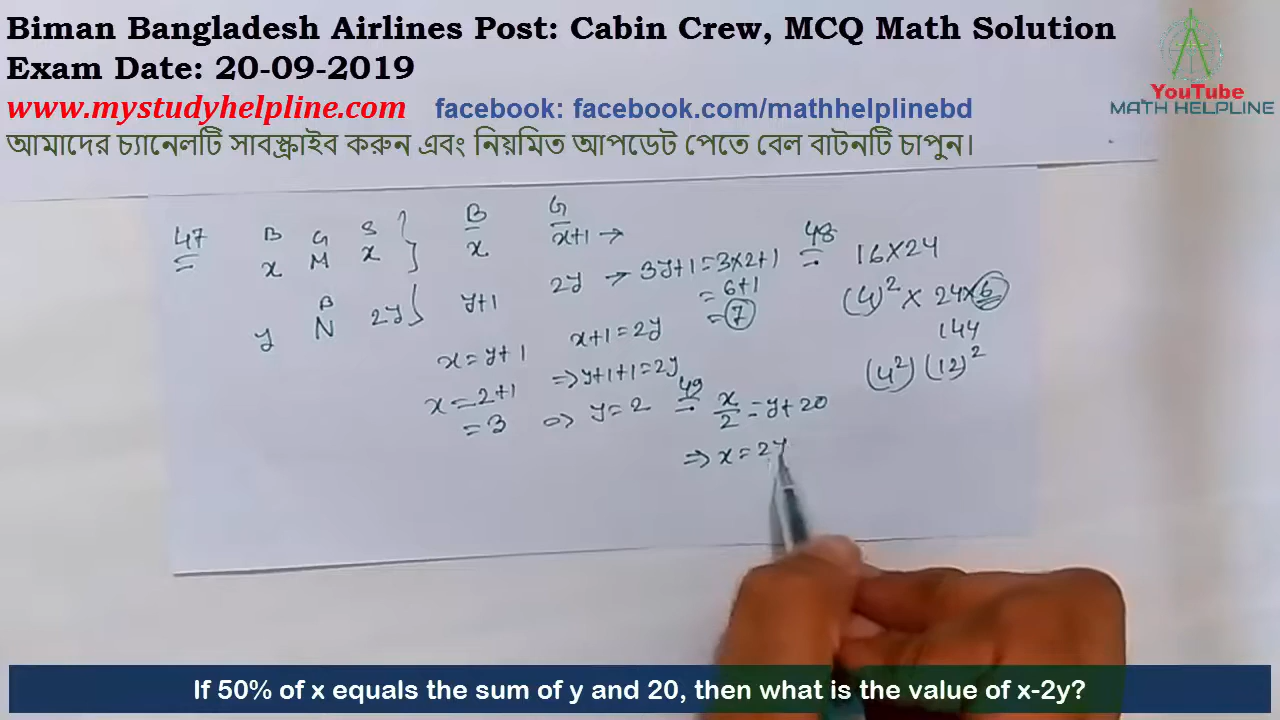 Biman Bangladesh Airlines Post: Cabin Crew, MCQ Math Solution
Exam Date: 20-09-2019
www.mystudyhelpline.com facebook: facebook.com/mathhelplinebd
আমাদের চ্যানেলটি সাবস্ক্রাইব করুন এবং নিয়মিত আপডেট পেতে বেল বাটনটি চাপুন।
YouTube
MATH HELPLINE
47 B G S } B G
x M x x x+1 →
y B N 2y } y+1 2y → 3y+1=3×2+1
= 6+1
= 7
x=y+1 x+1=2y
x=2+1 ⇒y+1+1=2y
=3 ⇒ y=2
48 16×24
(4)² × 24×6
144
(4²) (12)²
49 x/2 = y+20
⇒ x=2y
If 50% of x equals the sum of y and 20, then what is the value of x-2y?